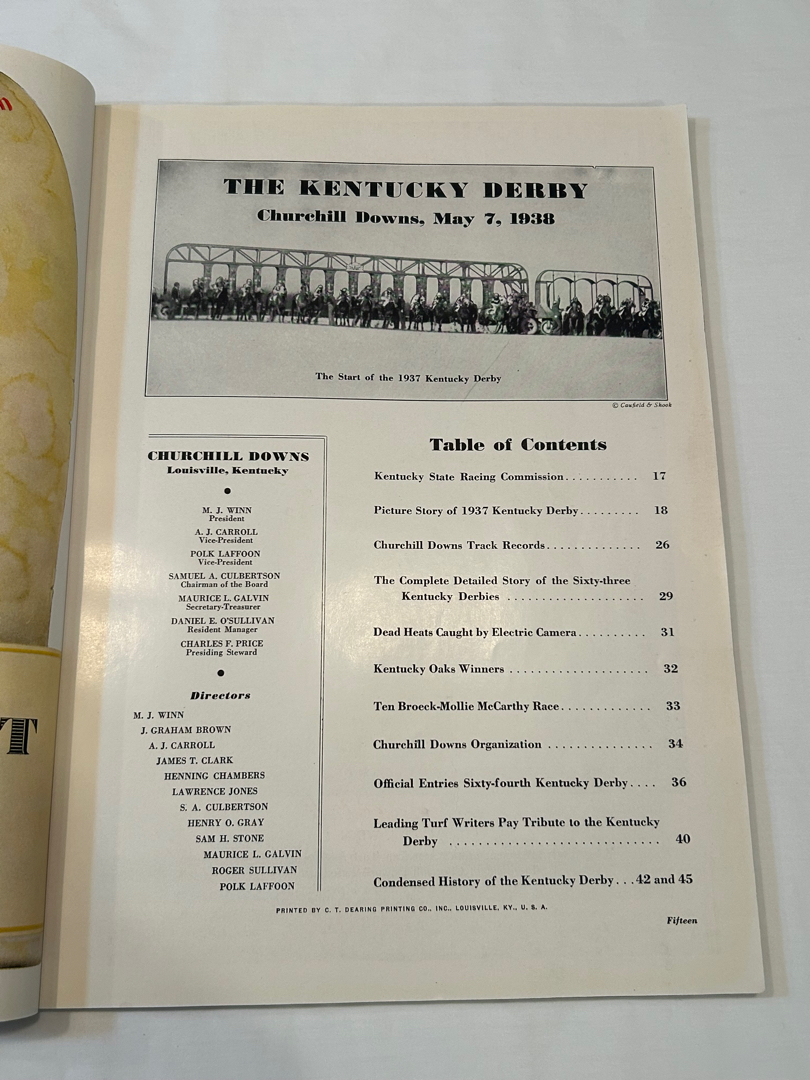 THE KENTUCKY DERBY
Churchill Downs, May 7, 1938
The Start of the 1937 Kentucky Derby
© Caufield & Shook
CHURCHILL DOWNS
Louisville, Kentucky
M. J. WINN
President
A. J. CARROLL
Vice-President
POLK LAFFOON
Vice-President
SAMUEL A. CULBERTSON
Chairman of the Board
MAURICE L. GALVIN
Secretary-Treasurer
DANIEL E. O'SULLIVAN
Resident Manager
CHARLES F. PRICE
Presiding Steward
Directors
M. J. WINN
J. GRAHAM BROWN
A. J. CARROLL
JAMES T. CLARK
HENNING CHAMBERS
LAWRENCE JONES
S. A. CULBERTSON
HENRY O. GRAY
SAM H. STONE
MAURICE L. GALVIN
ROGER SULLIVAN
POLK LAFFOON
Table of Contents
Kentucky State Racing Commission.......... 17
Picture Story of 1937 Kentucky Derby......... 18
Churchill Downs Track Records.............. 26
The Complete Detailed Story of the Sixty-three
Kentucky Derbies .................... 29
Dead Heats Caught by Electric Camera.......... 31
Kentucky Oaks Winners .................... 32
Ten Broeck-Mollie McCarthy Race............. 33
Churchill Downs Organization ............... 34
Official Entries Sixty-fourth Kentucky Derby.... 36
Leading Turf Writers Pay Tribute to the Kentucky
Derby ............................. 40
Condensed History of the Kentucky Derby...42 and 45
PRINTED BY C. T. DEARING PRINTING CO., INC., LOUISVILLE, KY., U. S. A.
Fifteen